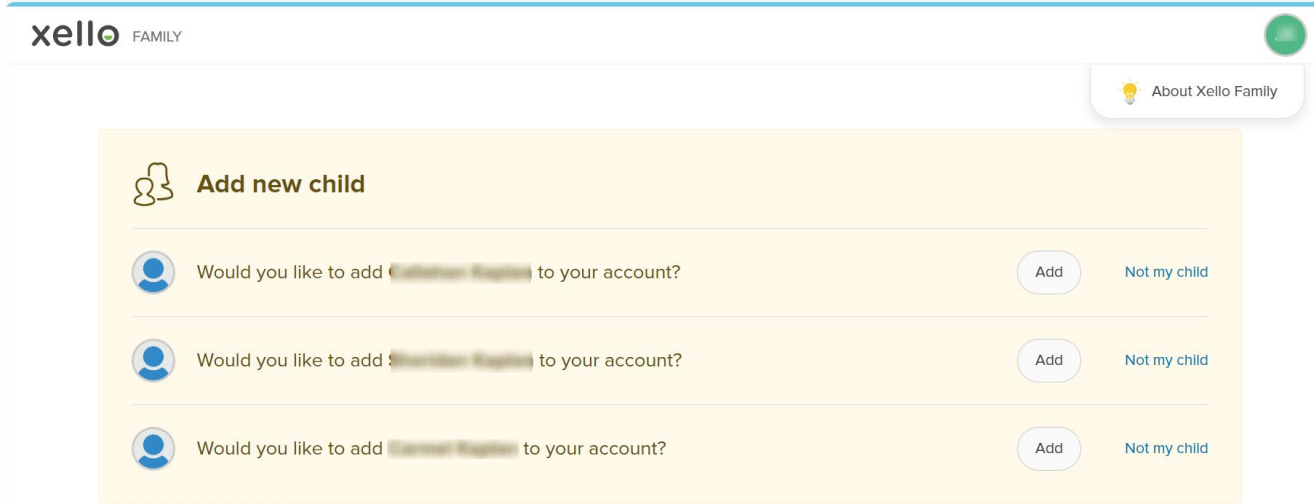 xello FAMILY
About Xello Family
Add new child
Would you like to add to your account? Add Not my child
Would you like to add to your account? Add Not my child
Would you like to add to your account? Add Not my child